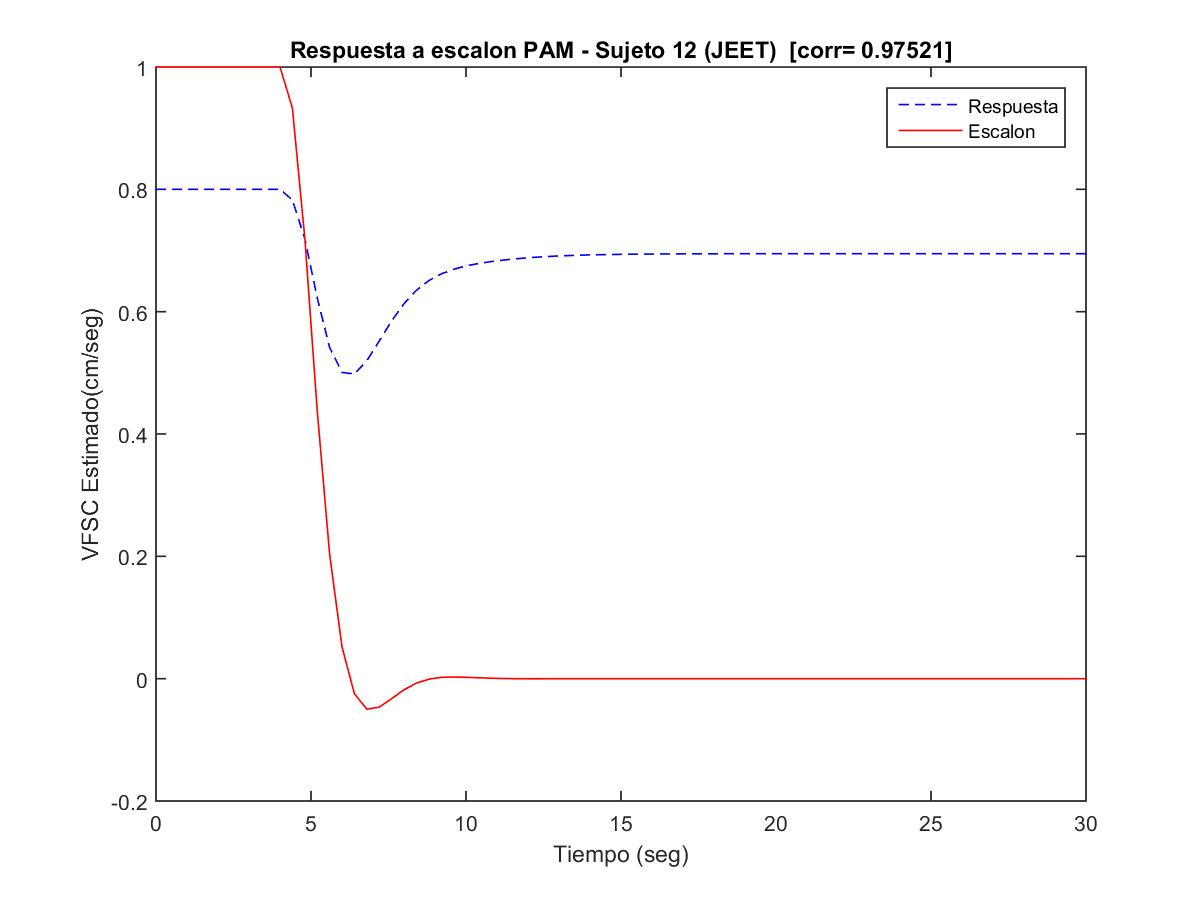 Respuesta a escalon PAM - Sujeto 12 (JEET) [corr= 0.97521]
Respuesta
Escalon
VFSC Estimado(cm/seg)
1
0.8
0.6
0.4
0.2
0
-0.2
0 5 10 15 20 25 30
Tiempo (seg)